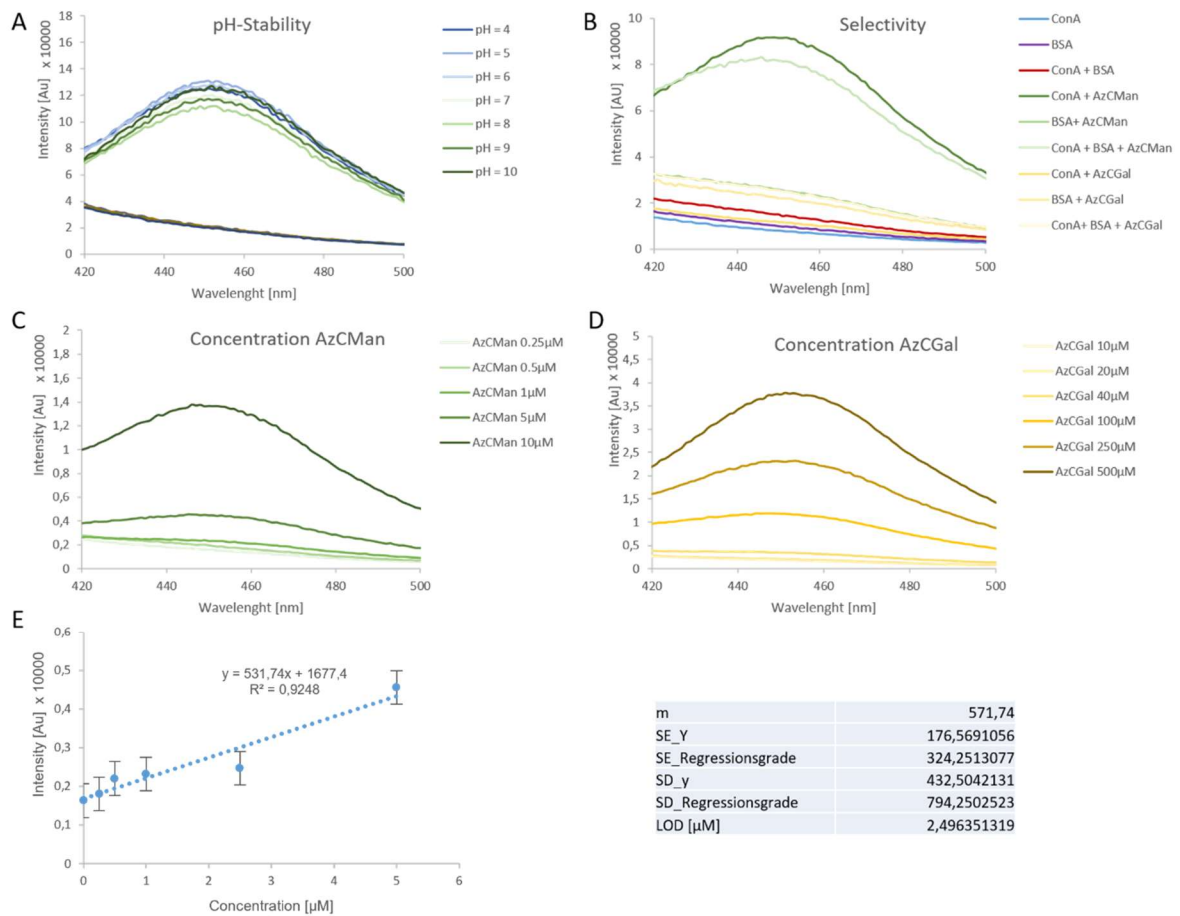 A
pH-Stability
Intensity [Au] x 10000
18
16
14
12
10
8
6
4
2
0
420 440 460 480 500
Wavelenght [nm]
pH = 4
pH = 5
pH = 6
pH = 7
pH = 8
pH = 9
pH = 10
B
Selectivity
Intensity [AU] x 10000
10
8
6
4
2
0
420 440 460 480 500
Wavelengh [nm]
ConA
BSA
ConA + BSA
ConA + AzCMan
BSA+ AzCMan
ConA + BSA + AzCMan
ConA + AzCGal
BSA + AzCGal
ConA+ BSA + AzCGal
C
Concentration AzCMan
Intensity [Au] x 10000
2
1,8
1,6
1,4
1,2
1
0,8
0,6
0,4
0,2
0
420 440 460 480 500
Wavelenght [nm]
AzCMan 0.25µM
AzCMan 0.5µM
AzCMan 1µM
AzCMan 5µM
AzCMan 10µM
D
Concentration AzCGal
Intensity [Au] x 10000
5
4,5
4
3,5
3
2,5
2
1,5
1
0,5
0
420 440 460 480 500
Wavelenght [nm]
AzCGal 10µM
AzCGal 20µM
AzCGal 40µM
AzCGal 100µM
AzCGal 250µM
AzCGal 500µM
E
Intensity [Au] x 10000
0,6
0,5
0,4
0,3
0,2
0,1
0
0 1 2 3 4 5 6
Concentration [µM]
y = 531,74x + 1677,4
R² = 0,9248
m 571,74
SE_Y 176,5691056
SE_Regressionsgrade 324,2513077
SD_y 432,5042131
SD_Regressionsgrade 794,2502523
LOD [µM] 2,496351319